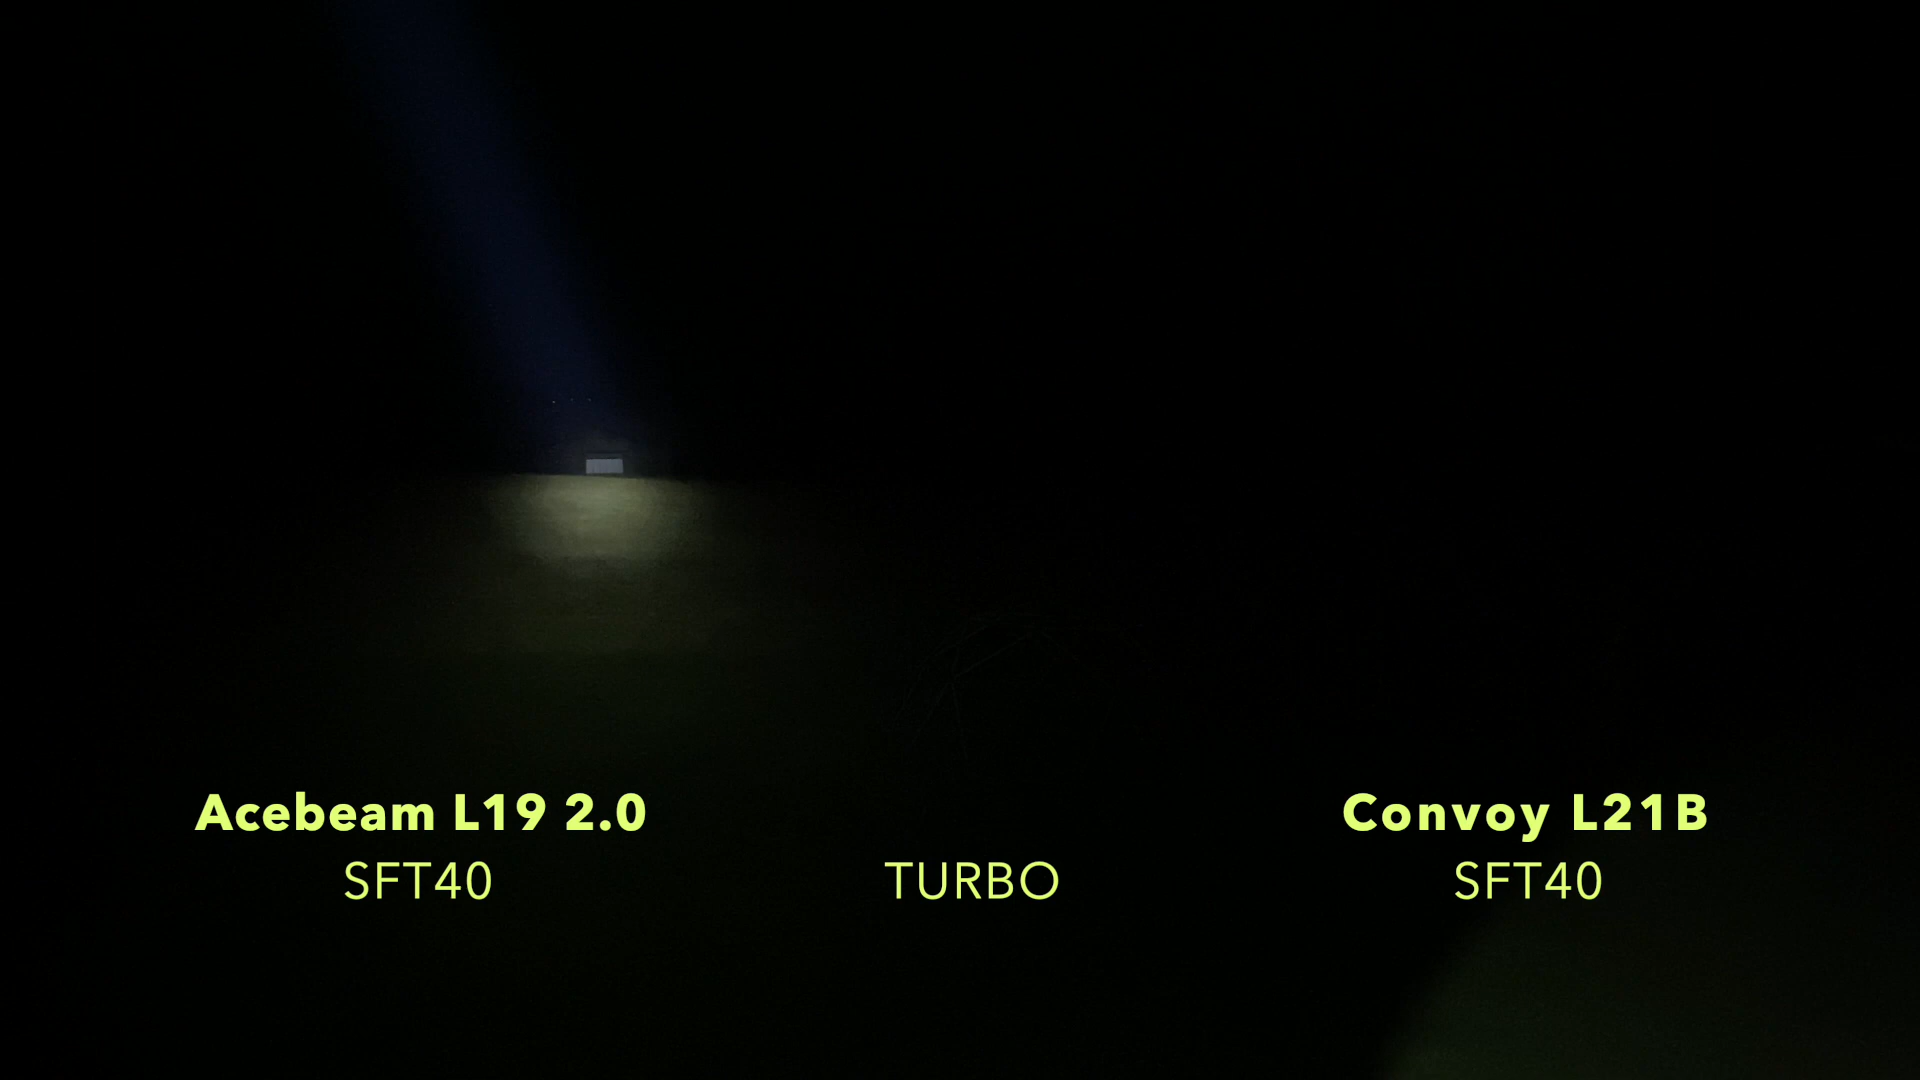 Acebeam L19 2.0
SFT40
TURBO
Convoy L21B
SFT40